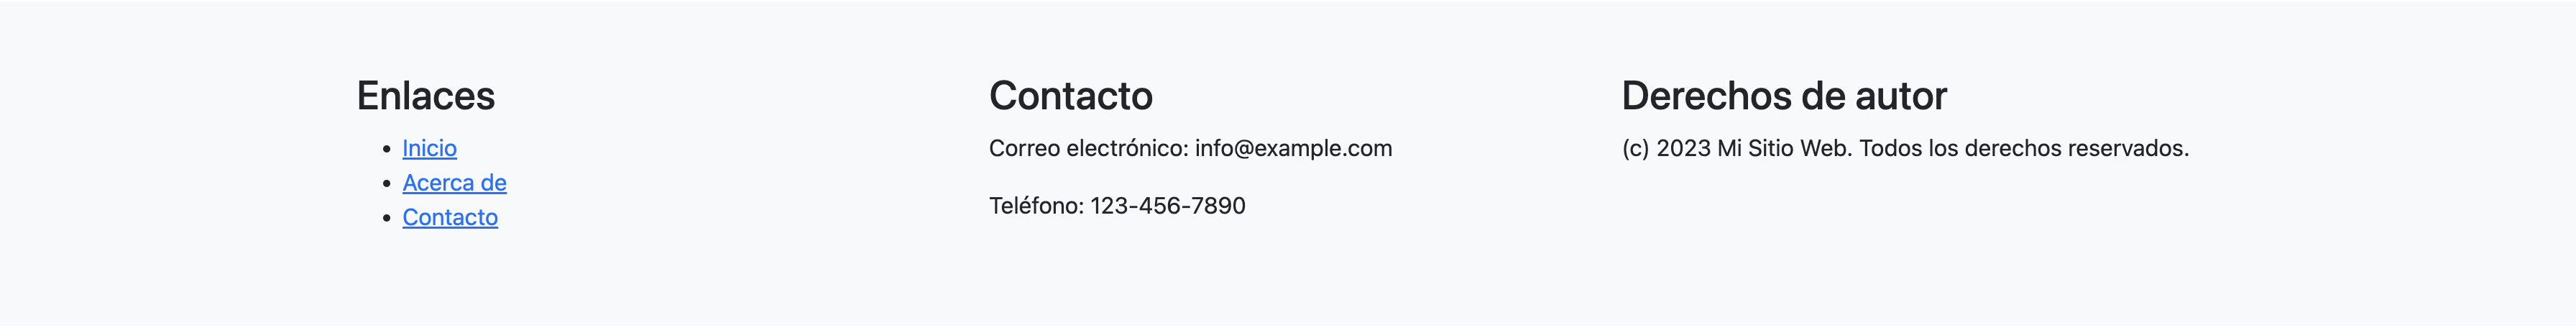 Enlaces
Inicio
Acerca de
Contacto
Contacto
Correo electrónico: info@example.com
Teléfono: 123-456-7890
Derechos de autor
(c) 2023 Mi Sitio Web. Todos los derechos reservados.